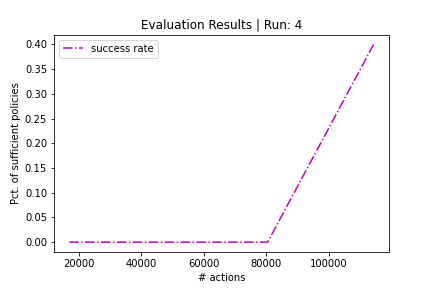 Evaluation Results | Run: 4
success rate
Pct. of sufficient policies
0.40
0.35
0.30
0.25
0.20
0.15
0.10
0.05
0.00
20000 40000 60000 80000 100000
# actions